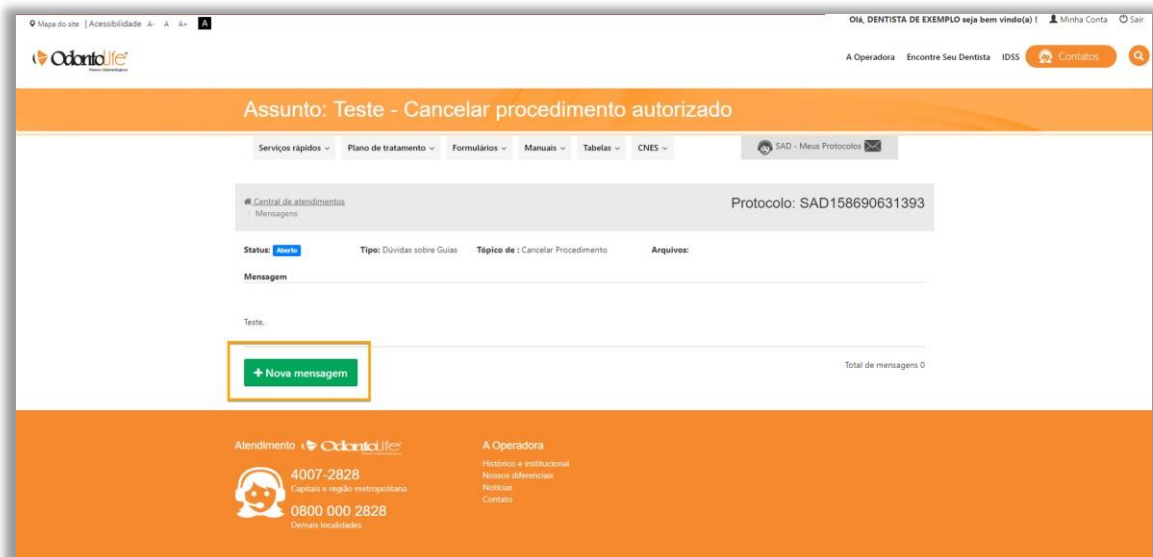 Mapa do site | Acessibilidade A- A A+ A
Olá, DENTISTA DE EXEMPLO seja bem vindo(a) ! Minha Conta Sair
OdontoLife
Planos Odontológicos
A Operadora Encontre Seu Dentista IDSS Contatos
Assunto: Teste - Cancelar procedimento autorizado
Serviços rápidos Plano de tratamento Formulários Manuais Tabelas CNES SAD - Meus Protocolos
Central de atendimentos
/ Mensagens
Protocolo: SAD158690631393
Status: Aberto Tipo: Dúvidas sobre Guias Tópico de : Cancelar Procedimento Arquivos:
Mensagem
Teste.
+ Nova mensagem
Total de mensagens 0
Atendimento OdontoLife
4007-2828
Capitais e região metropolitana
0800 000 2828
Demais localidades
A Operadora
Histórico e institucional
Nossos diferenciais
Notícias
Contato